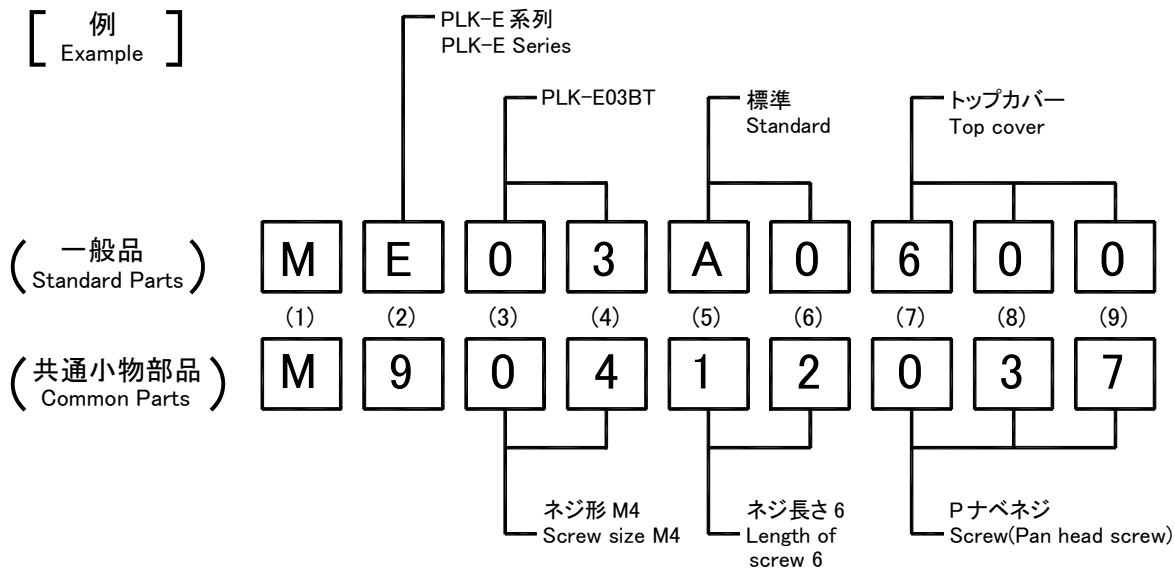 例
Example
PLK-E 系列
PLK-E Series
PLK-E03BT
標準
Standard
トップカバー
Top cover
一般品
Standard Parts
M E 0 3 A 0 6 0 0
(1) (2) (3) (4) (5) (6) (7) (8) (9)
共通小物部品
Common Parts
M 9 0 4 1 2 0 3 7
ネジ形 M4
Screw size M4
ネジ長さ 6
Length of
screw 6
Pナベネジ
Screw(Pan head screw)